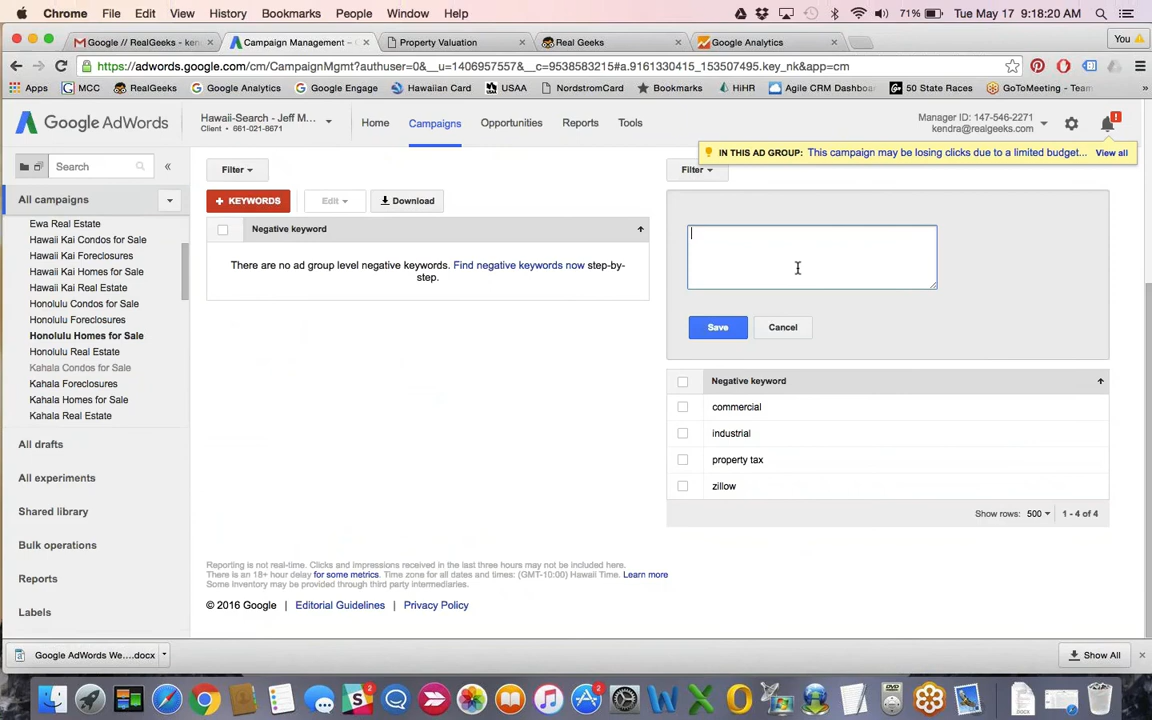 Chrome File Edit View History Bookmarks People Window Help 71% Tue May 17 9:18:20 AM
Google // RealGeeks - ken Campaign Management – Property Valuation Real Geeks Google Analytics You
https://adwords.google.com/cm/CampaignMgmt?authuser=0&__u=1406957557&__c=9538583215#a.9161330415_153507495.key_nk&app=cm
Apps MCC RealGeeks Google Analytics Google Engage Hawaiian Card USAA NordstromCard Bookmarks HiHR Agile CRM Dashboa 50 State Races GoToMeeting - Team
Google AdWords
Hawaii-Search - Jeff M...
Client • 661-021-8671
Home Campaigns Opportunities Reports Tools
Manager ID: 147-546-2271
kendra@realgeeks.com
IN THIS AD GROUP: This campaign may be losing clicks due to a limited budget... View all
Search
All campaigns
Ewa Real Estate
Hawaii Kai Condos for Sale
Hawaii Kai Foreclosures
Hawaii Kai Homes for Sale
Hawaii Kai Real Estate
Honolulu Condos for Sale
Honolulu Foreclosures
Honolulu Homes for Sale
Honolulu Real Estate
Kahala Condos for Sale
Kahala Foreclosures
Kahala Homes for Sale
Kahala Real Estate
All drafts
All experiments
Shared library
Bulk operations
Reports
Labels
Filter
+ KEYWORDS Edit Download
Negative keyword
There are no ad group level negative keywords. Find negative keywords now step-by-
step.
Filter
Save Cancel
Negative keyword
commercial
industrial
property tax
zillow
Show rows: 500 1 - 4 of 4
Reporting is not real-time. Clicks and impressions received in the last three hours may not be included here.
There is an 18+ hour delay for some metrics. Time zone for all dates and times: (GMT-10:00) Hawaii Time. Learn more
Some inventory may be provided through third party intermediaries.
© 2016 Google | Editorial Guidelines | Privacy Policy
Google AdWords We....docx Show All